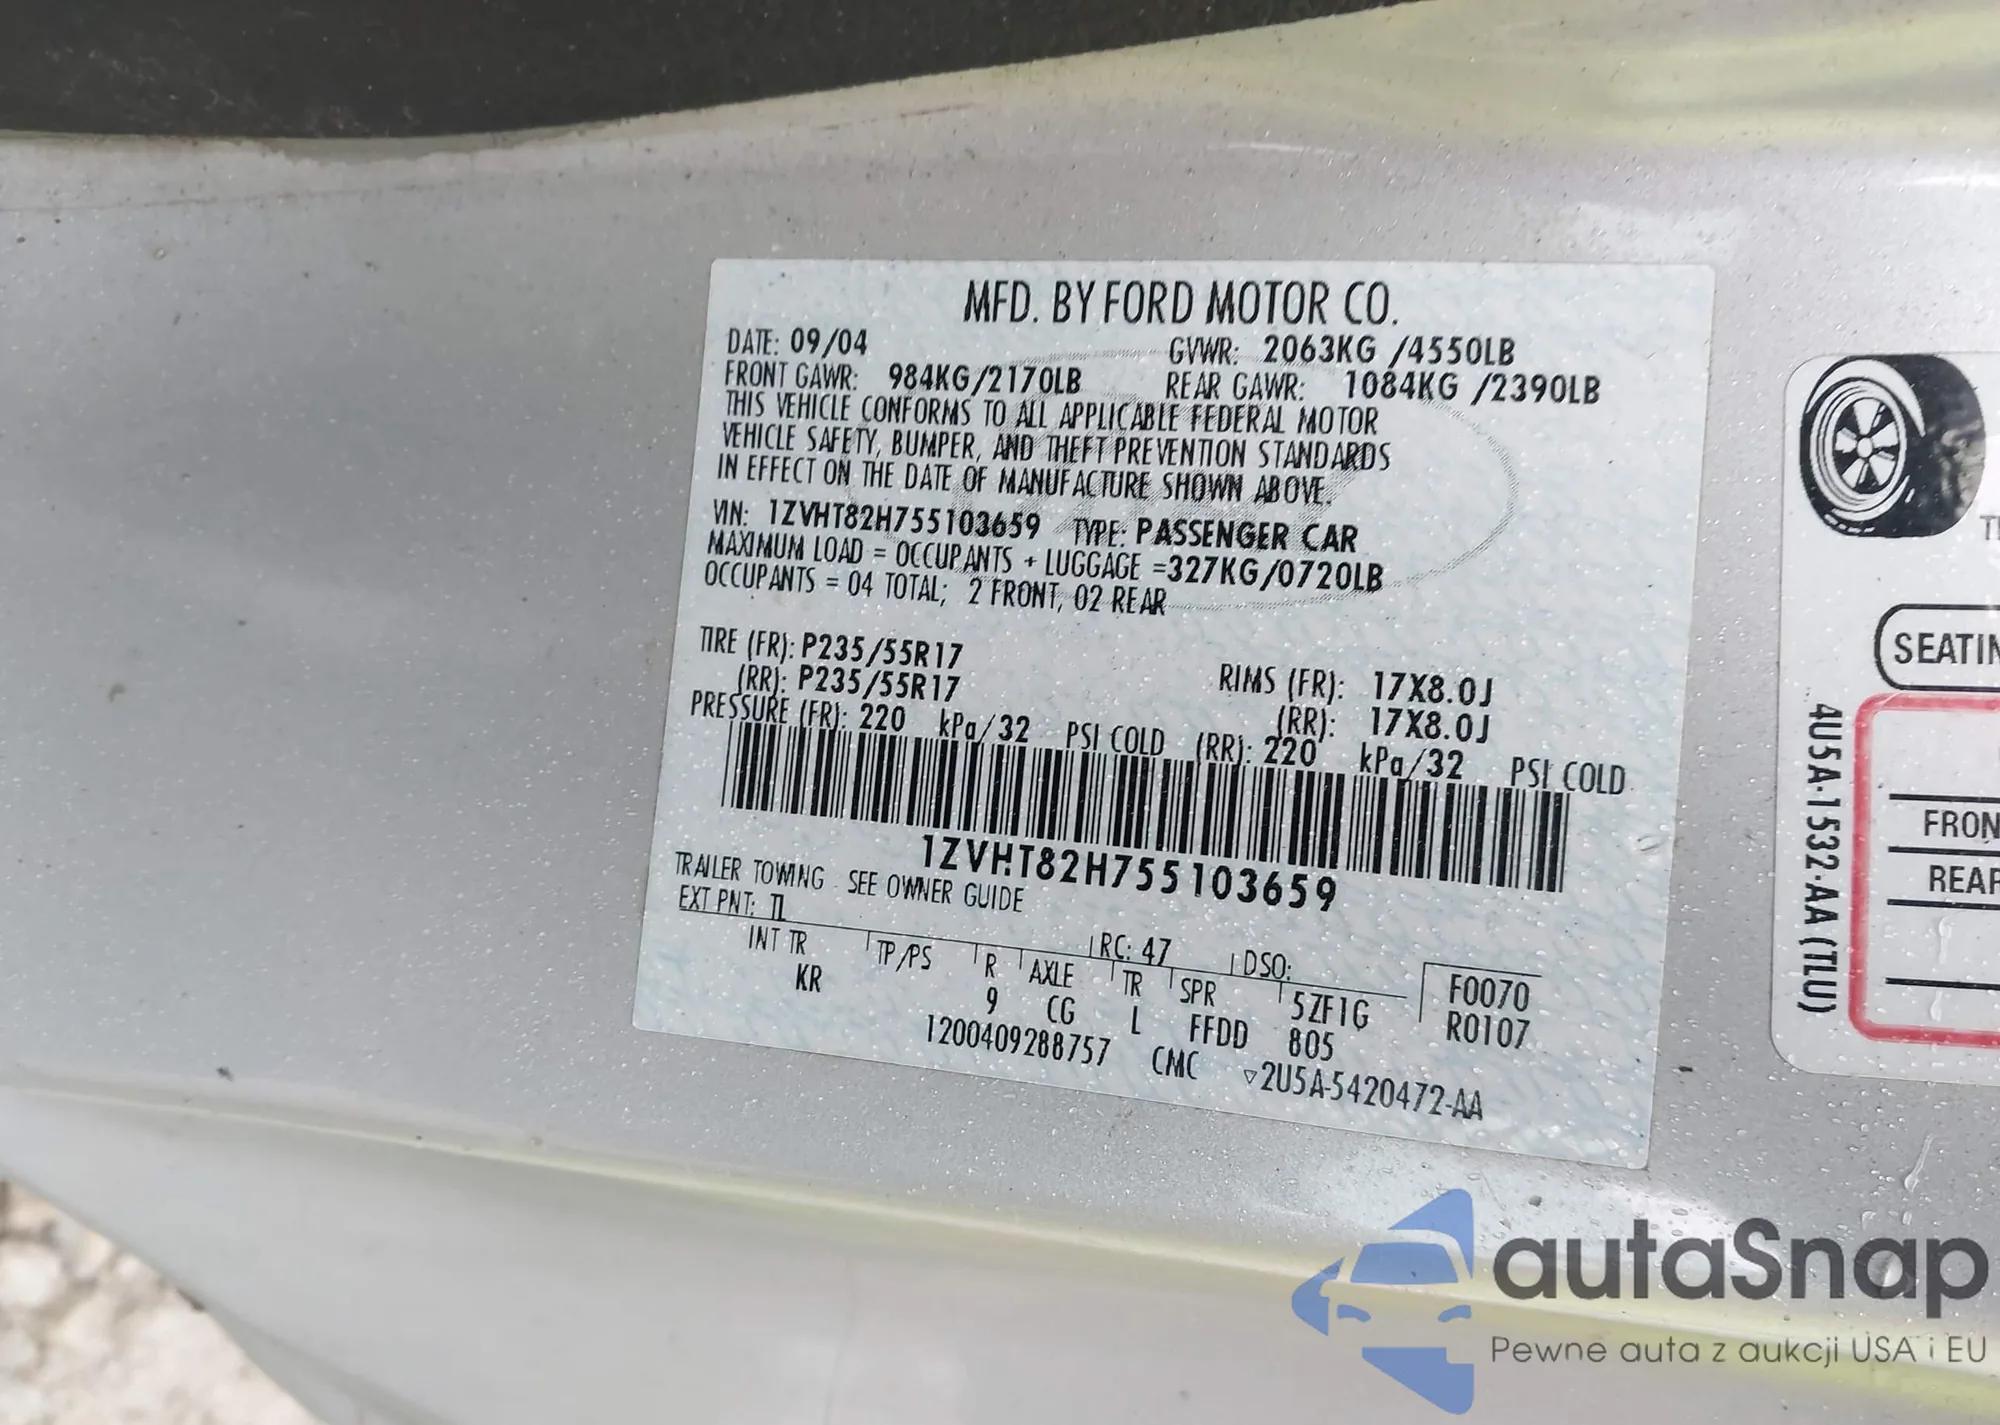 MFD. BY FORD MOTOR CO.
DATE: 09/04 GVWR: 2063KG /4550LB
FRONT GAWR: 984KG/2170LB REAR GAWR: 1084KG /2390LB
THIS VEHICLE CONFORMS TO ALL APPLICABLE FEDERAL MOTOR
VEHICLE SAFETY, BUMPER, AND THEFT PREVENTION STANDARDS
IN EFFECT ON THE DATE OF MANUFACTURE SHOWN ABOVE.
VIN: 1ZVHT82H755103659 TYPE: PASSENGER CAR
MAXIMUM LOAD = OCCUPANTS + LUGGAGE =327KG/0720LB
OCCUPANTS = 04 TOTAL; 2 FRONT, 02 REAR
TIRE (FR): P235/55R17 RIMS (FR): 17X8.0J
(RR): P235/55R17 (RR): 17X8.0J
PRESSURE (FR): 220 kPa/32 PSI COLD (RR): 220 kPa/32 PSI COLD
1ZVHT82H755103659
TRAILER TOWING SEE OWNER GUIDE
EXT PNT: TL RC: 47 DSO:
INT TR TP/PS R AXLE TR SPR 5ZF1G F0070
KR 9 CG L FFDD 805 R0107
1200409288757 CMC ▽2U5A-5420472-AA
SEATIN
FRON
REAR
4U5A-1532-AA (TLU)
autaSnap
Pewne auta z aukcji USA i EU